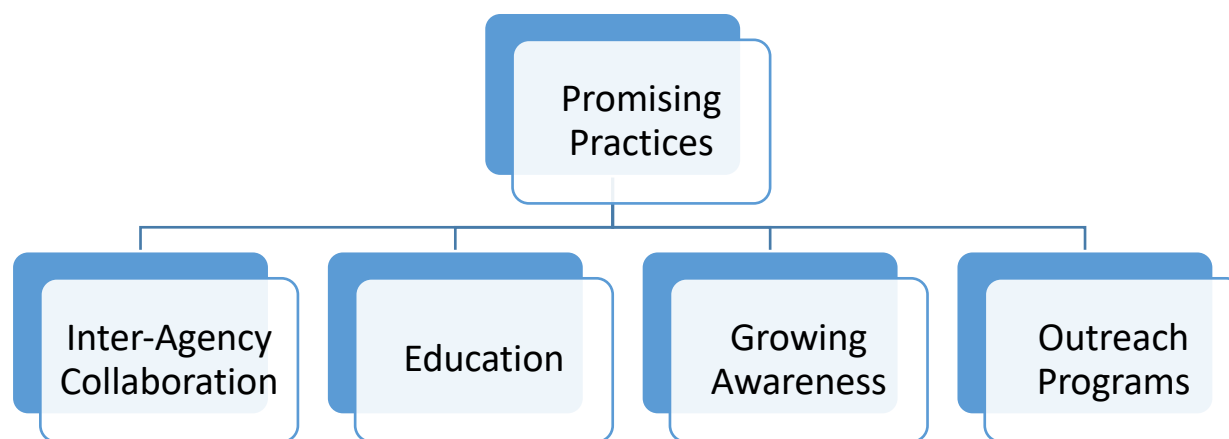 Promising
Practices
Inter-Agency
Collaboration
Education
Growing
Awareness
Outreach
Programs